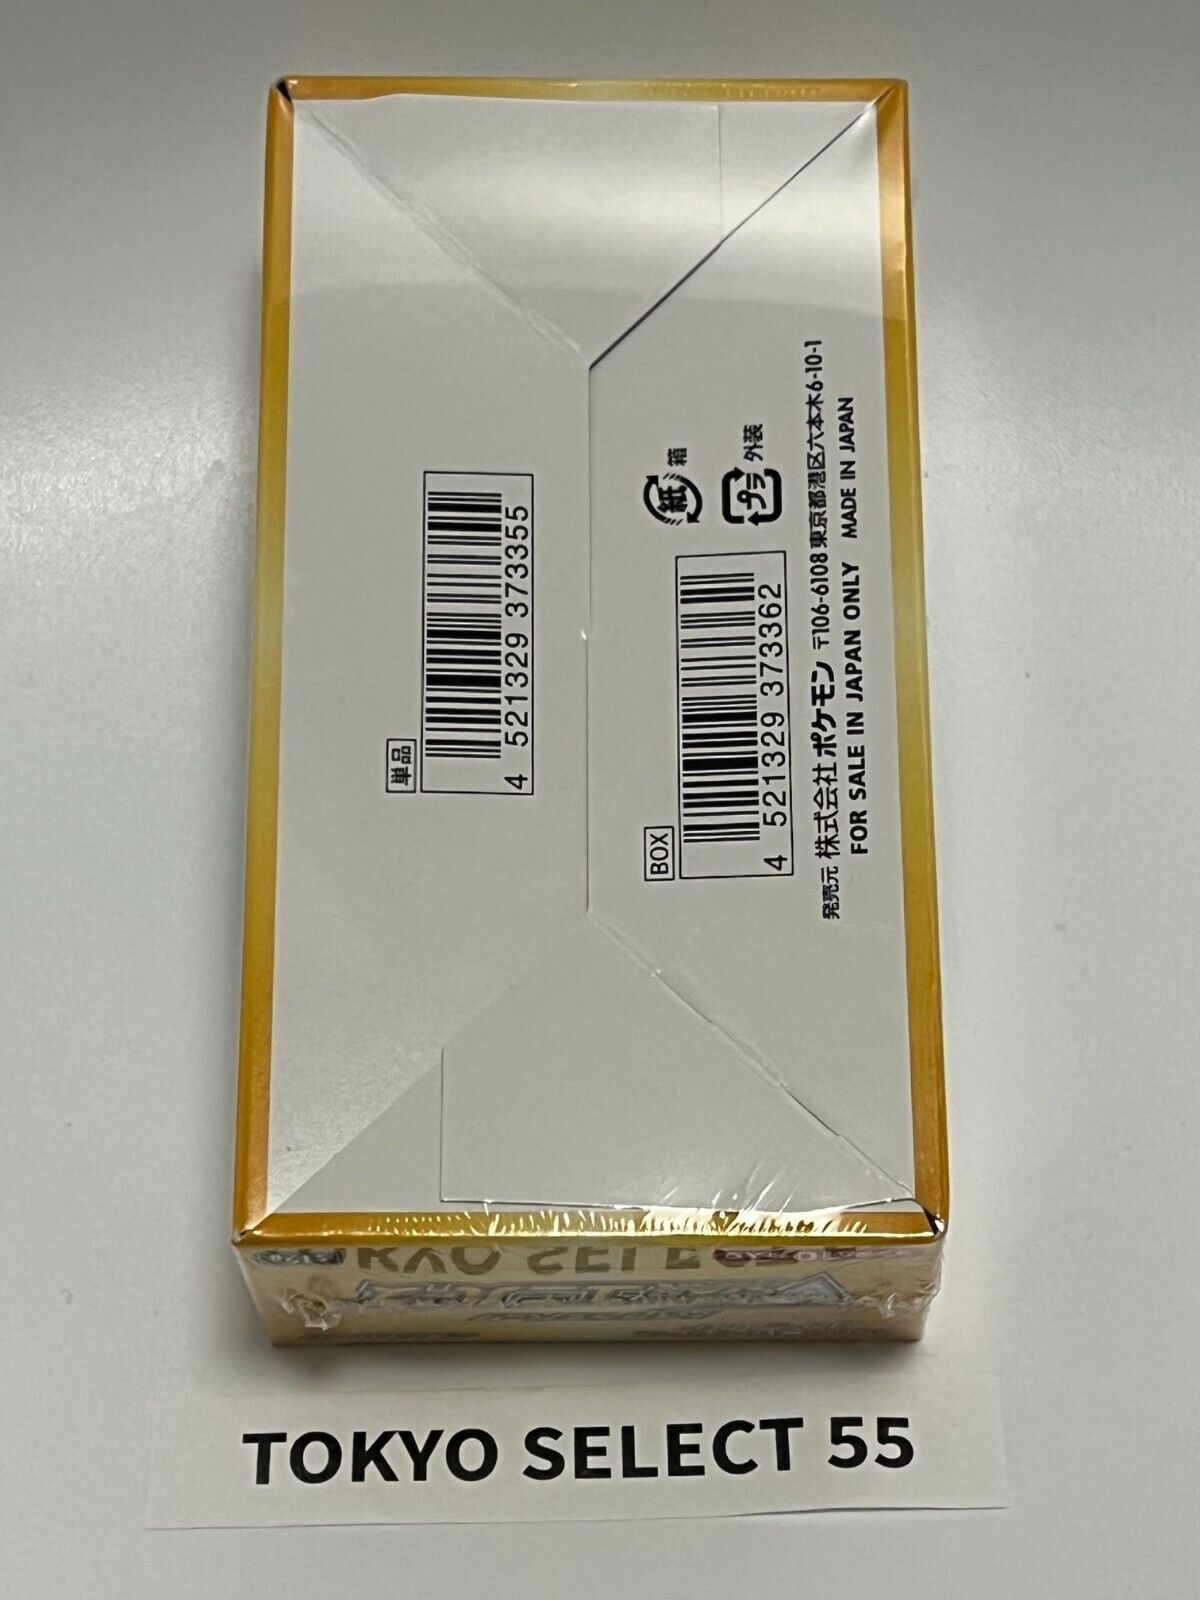 単品
4 521329 373355
紙 箱
プラ 外装
BOX
4 521329 373362
発売元 株式会社 ポケモン 〒106-6108 東京都港区六本木6-10-1
FOR SALE IN JAPAN ONLY MADE IN JAPAN
TOKYO SELECT 55